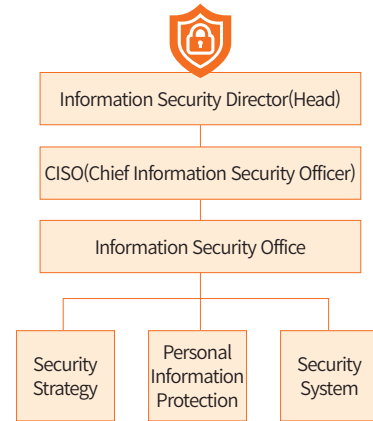 Information Security Director(Head)
CISO(Chief Information Security Officer)
Information Security Office
Security
Strategy
Personal
Information
Protection
Security
System